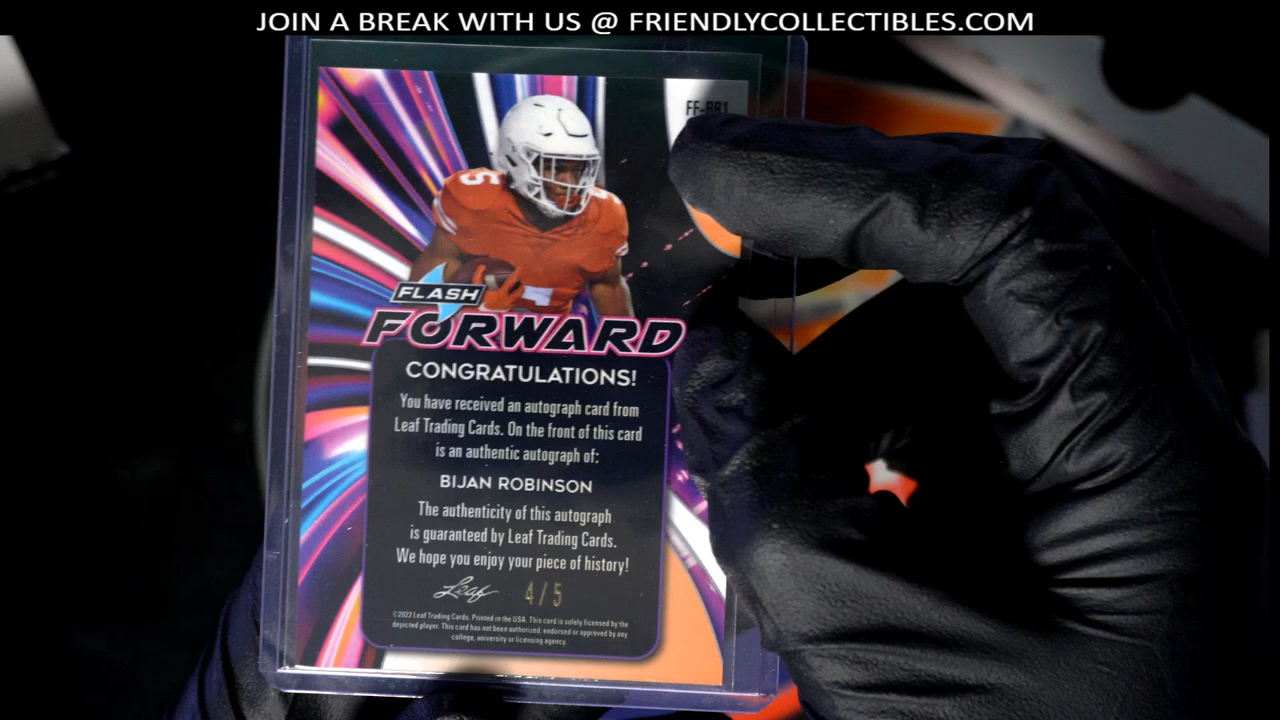 JOIN A BREAK WITH US @ FRIENDLYCOLLECTIBLES.COM
FF-BR1
5
FLASH
FORWARD
CONGRATULATIONS!
You have received an autograph card from
Leaf Trading Cards. On the front of this card
is an authentic autograph of:
BIJAN ROBINSON
The authenticity of this autograph
is guaranteed by Leaf Trading Cards.
We hope you enjoy your piece of history!
Leaf 4/5
©2022 Leaf Trading Cards. Printed in the USA. This card is solely licensed by the
depicted player. This card has not been authorized, endorsed or approved by any
college, university or licensing agency.